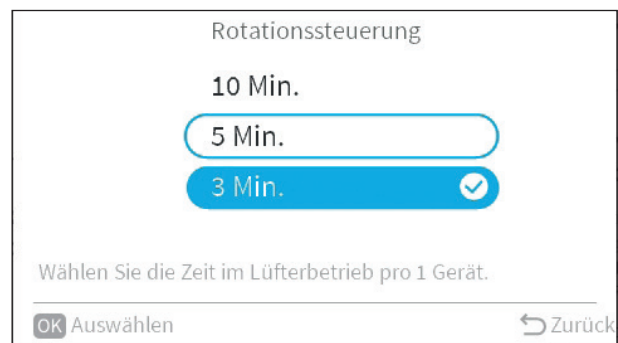 Rotationssteuerung
10 Min.
5 Min.
3 Min.
Wählen Sie die Zeit im Lüfterbetrieb pro 1 Gerät.
OK Auswählen
Zurück